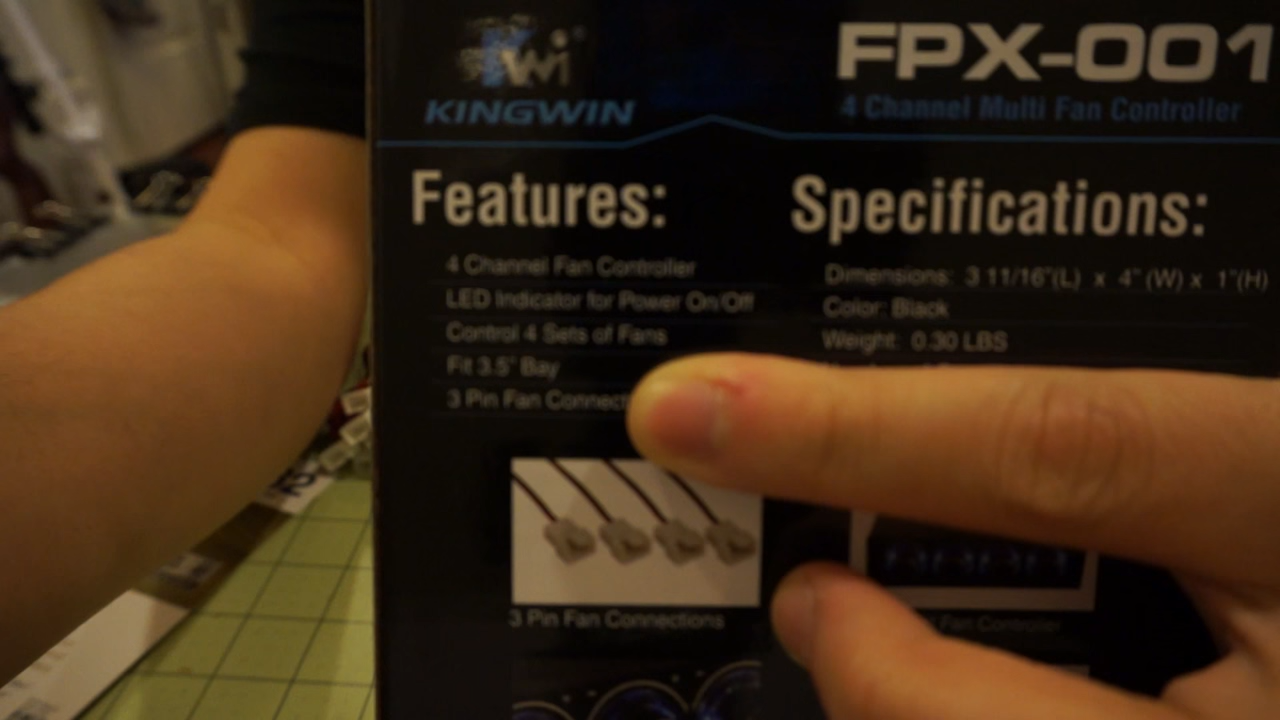 KWi
KINGWIN
FPX-001
4 Channel Multi Fan Controller
Features:
4 Channel Fan Controller
LED Indicator for Power On/Off
Control 4 Sets of Fans
Fit 3.5" Bay
3 Pin Fan Connect
Specifications:
Dimensions: 3 11/16"(L) x 4" (W) x 1"(H)
Color: Black
Weight: 0.30 LBS
3 Pin Fan Connections
Fan Controller